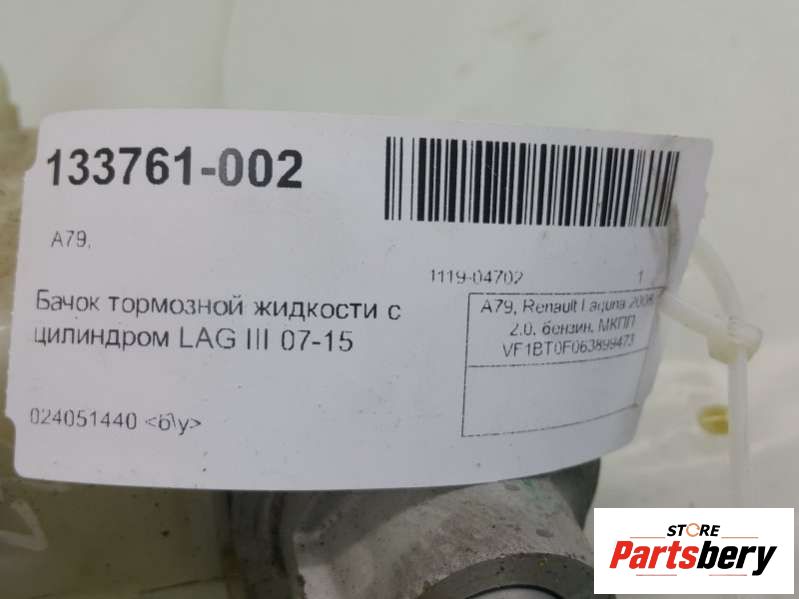 133761-002
A79,
1119-04702 1
Бачок тормозной жидкости с
цилиндром LAG III 07-15
024051440 <б\у>
A79, Renault Laguna 2008
2.0, бензин, МКПП
VF1BT0F063899473
STORE
Partsbery